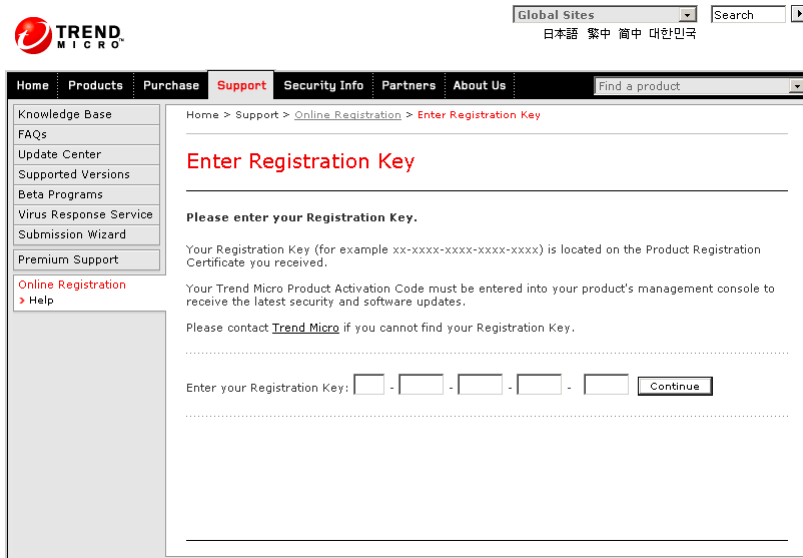 TREND
MICRO™
Global Sites
Search
日本語 繁中 简中 대한민국
Home Products Purchase Support Security Info Partners About Us
Find a product
Knowledge Base
FAQs
Update Center
Supported Versions
Beta Programs
Virus Response Service
Submission Wizard
Premium Support
Online Registration
Help
Home > Support > Online Registration > Enter Registration Key
Enter Registration Key
Please enter your Registration Key.
Your Registration Key (for example xx-xxxx-xxxx-xxxx-xxxx) is located on the Product Registration
Certificate you received.
Your Trend Micro Product Activation Code must be entered into your product's management console to
receive the latest security and software updates.
Please contact Trend Micro if you cannot find your Registration Key.
Enter your Registration Key: - - - - Continue